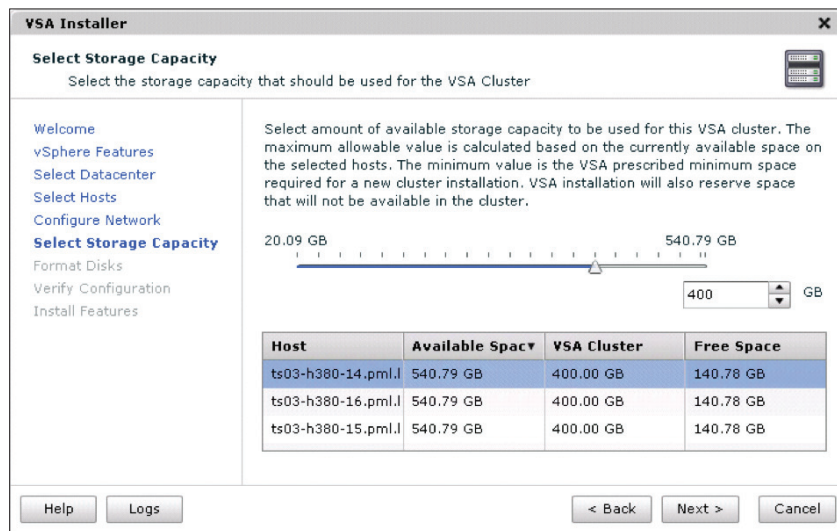 VSA Installer
Select Storage Capacity
Select the storage capacity that should be used for the VSA Cluster
Welcome
vSphere Features
Select Datacenter
Select Hosts
Configure Network
Select Storage Capacity
Format Disks
Verify Configuration
Install Features
Select amount of available storage capacity to be used for this VSA cluster. The
maximum allowable value is calculated based on the currently available space on
the selected hosts. The minimum value is the VSA prescribed minimum space
required for a new cluster installation. VSA installation will also reserve space
that will not be available in the cluster.
20.09 GB 540.79 GB
400 GB
Host Available Spac VSA Cluster Free Space
ts03-h380-14.pml.l 540.79 GB 400.00 GB 140.78 GB
ts03-h380-16.pml.l 540.79 GB 400.00 GB 140.78 GB
ts03-h380-15.pml.l 540.79 GB 400.00 GB 140.78 GB
Help Logs < Back Next > Cancel